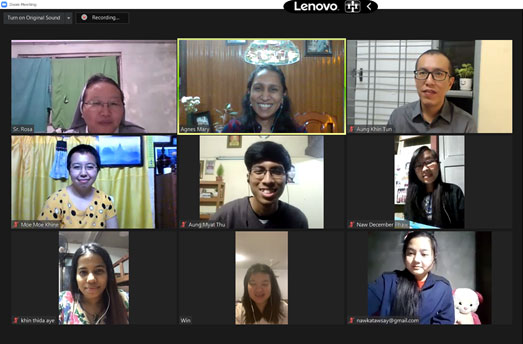 Zoom Meeting
Lenovo
Turn on Original Sound
Recording...
Sr. Rosa
Agnes Mary
Aung Khin Tun
Moe Moe Khine
Aung Myat Thu
Naw December
khin thida aye
Win
nawkatawsay@gmail.com